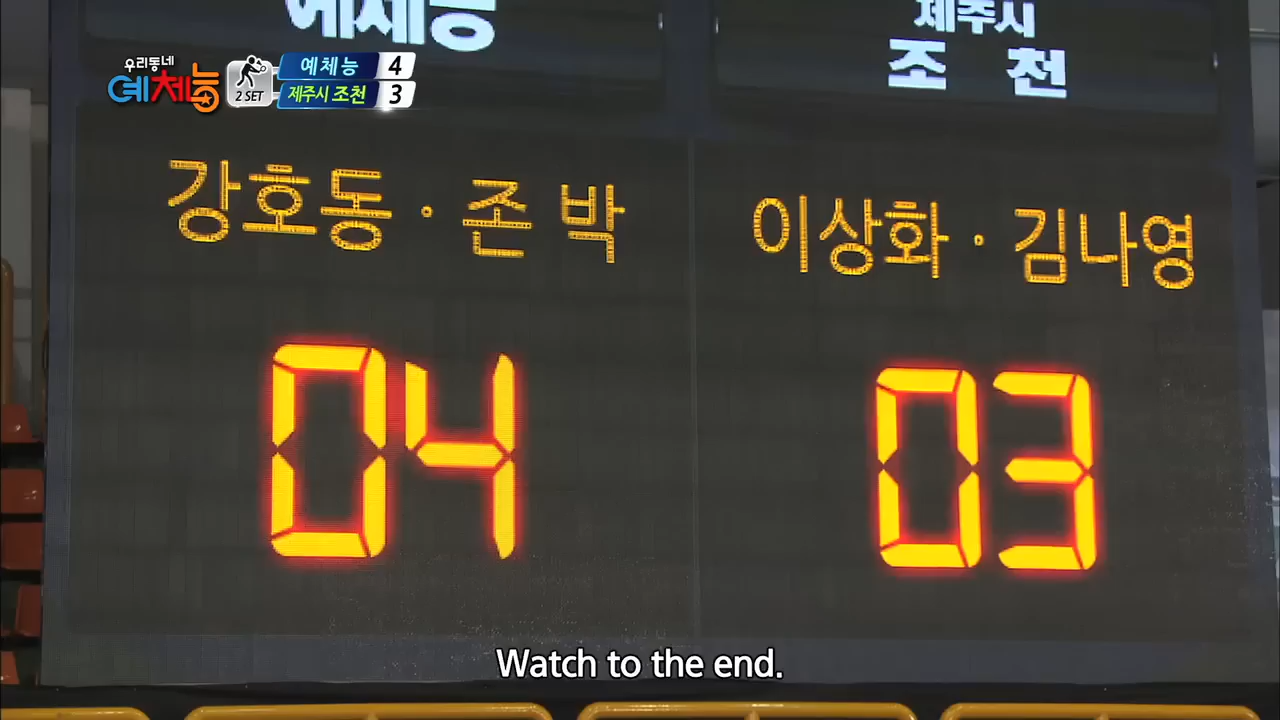 예체능
제주시
조 천
우리동네
예체능
2 SET
예체능 4
제주시 조천 3
강호동 · 존 박
이상화 · 김나영
04
03
Watch to the end.